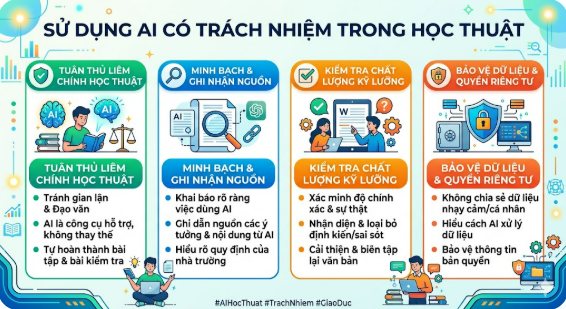 SỬ DỤNG AI CÓ TRÁCH NHIỆM TRONG HỌC THUẬT
TUÂN THỦ LIÊM
CHÍNH HỌC THUẬT
AI
AI
TUÂN THỦ LIÊM
CHÍNH HỌC THUẬT
• Tránh gian lận
& Đạo văn
• AI là công cụ hỗ trợ,
không thay thế
• Tự hoàn thành bài
tập & bài kiểm tra
MINH BẠCH &
GHI NHẬN NGUỒN
MINH BẠCH &
GHI NHẬN NGUỒN
• Khai báo rõ ràng
việc dùng AI
• Ghi dẫn nguồn các ý
tưởng & nội dung từ AI
• Hiểu rõ quy định của
nhà trường
KIỂM TRA CHẤT
LƯỢNG KỸ LƯỠNG
W
?
KIỂM TRA CHẤT
LƯỢNG KỸ LƯỠNG
• Xác minh độ chính
xác & sự thật
• Nhận diện & loại bỏ
định kiến/sai sót
• Cải thiện & biên tập
lại văn bản
BẢO VỆ DỮ LIỆU &
QUYỀN RIÊNG TƯ
BẢO VỆ DỮ LIỆU
& QUYỀN RIÊNG TƯ
• Không chia sẻ dữ liệu
nhạy cảm/cá nhân
• Hiểu cách AI xử lý
dữ liệu
• Bảo vệ thông tin
bản quyền
#AIHocThuat #TrachNhiem #GiaoDuc